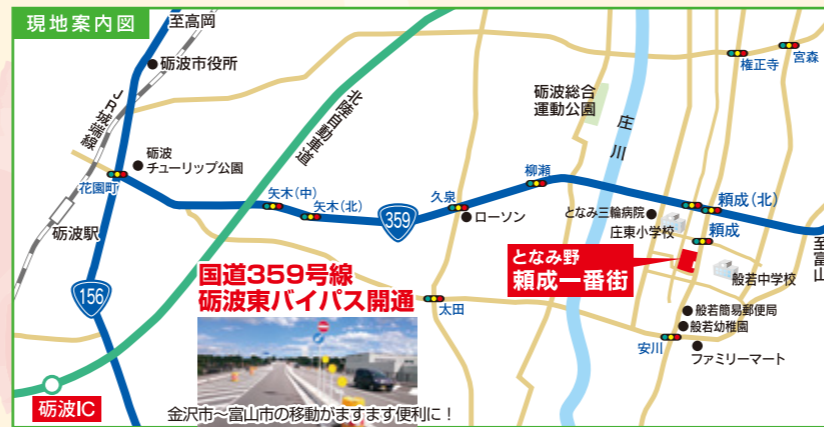 現地案内図
至高岡
砺波市役所
JR城端線
砺波
チューリップ公園
花園町
砺波駅
156
北陸自動車道
矢木(中)
矢木(北)
359
久泉
ローソン
柳瀬
砺波総合
運動公園
庄川
権正寺
宮森
となみ三輪病院
庄東小学校
頼成(北)
頼成
至富山
となみ野
頼成一番街
般若中学校
般若簡易郵便局
般若幼稚園
安川
ファミリーマート
太田
国道359号線
砺波東バイパス開通
金沢市～富山市の移動がますます便利に!
砺波IC